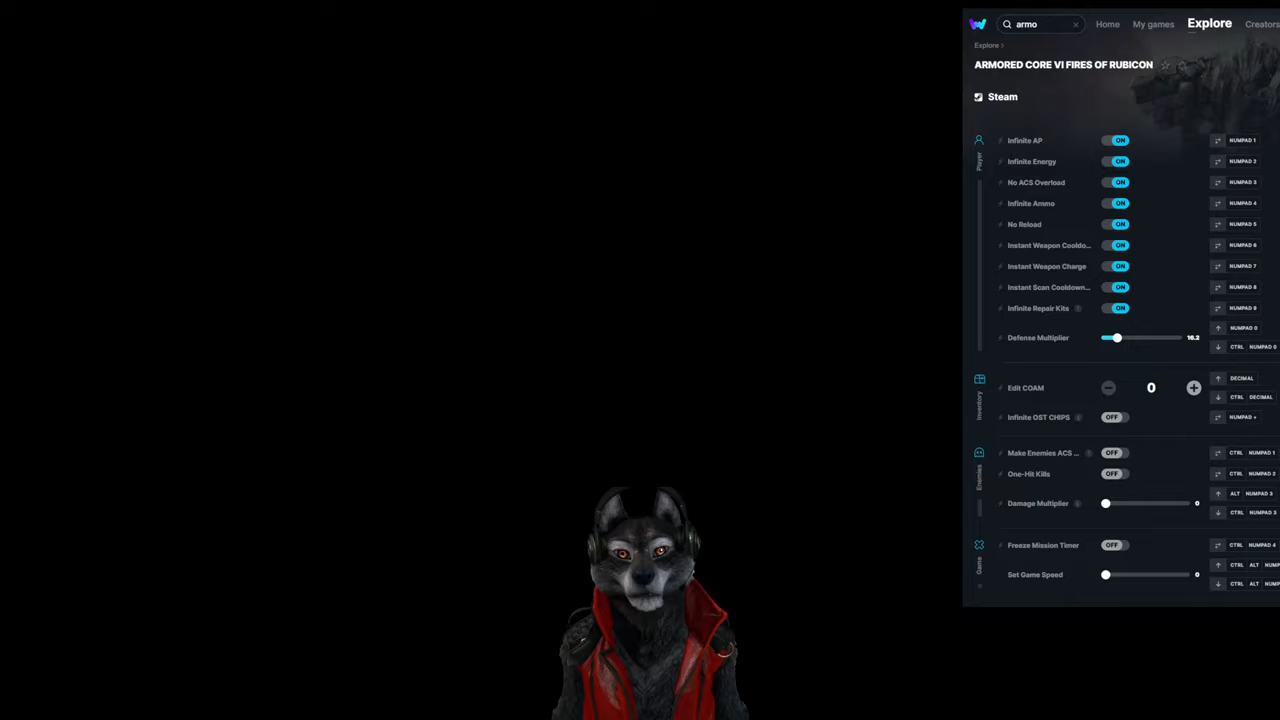 armo
Home
My games
Explore
Creators
Explore ›
ARMORED CORE VI FIRES OF RUBICON
Steam
Player
Infinite AP ON NUMPAD 1
Infinite Energy ON NUMPAD 2
No ACS Overload ON NUMPAD 3
Infinite Ammo ON NUMPAD 4
No Reload ON NUMPAD 5
Instant Weapon Cooldo... ON NUMPAD 6
Instant Weapon Charge ON NUMPAD 7
Instant Scan Cooldown... ON NUMPAD 8
Infinite Repair Kits ON NUMPAD 9
Defense Multiplier 16.2 NUMPAD 0
CTRL NUMPAD 0
Inventory
Edit COAM 0 DECIMAL
CTRL DECIMAL
Infinite OST CHIPS OFF NUMPAD +
Enemies
Make Enemies ACS ... OFF CTRL NUMPAD 1
One-Hit Kills OFF CTRL NUMPAD 2
Damage Multiplier 0 ALT NUMPAD 3
CTRL NUMPAD 3
Game
Freeze Mission Timer OFF CTRL NUMPAD 4
Set Game Speed 0 CTRL ALT NUMP
CTRL ALT NUMP